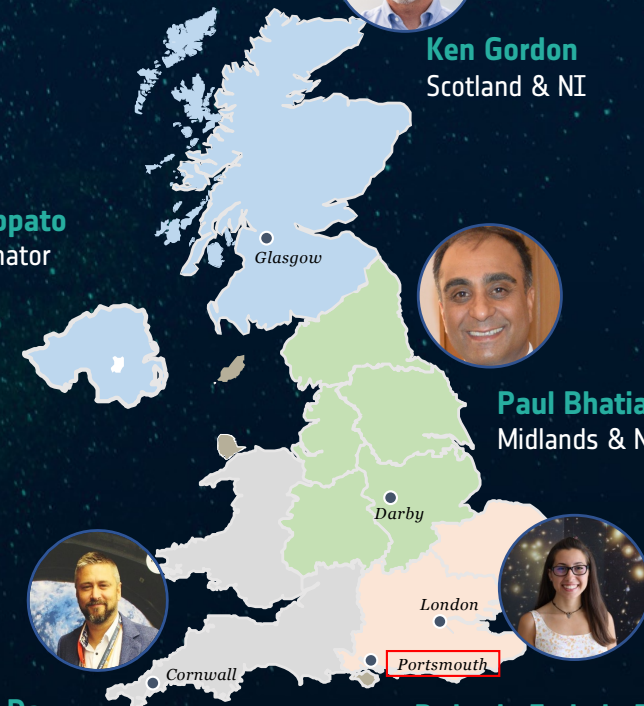 Ken Gordon
Scotland & NI
Glasgow
Paul Bhatia
Midlands & N
Darby
London
Portsmouth
Cornwall